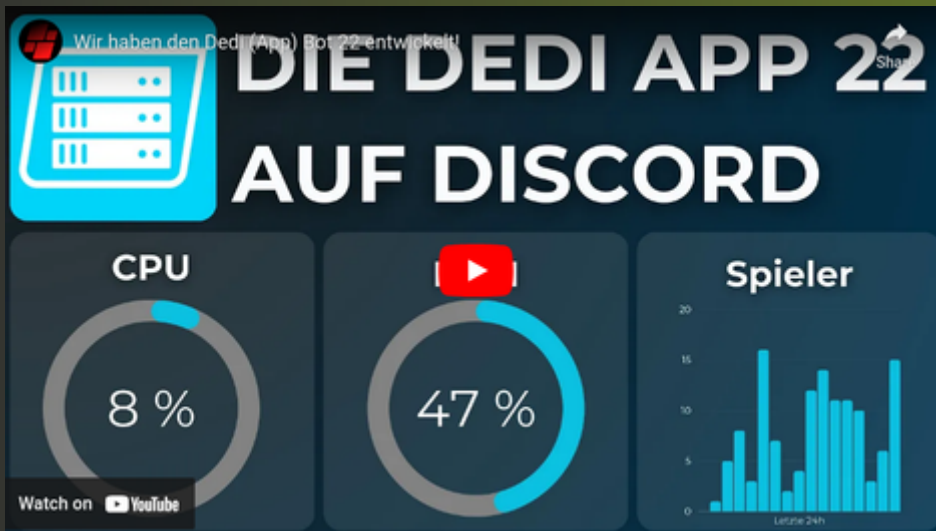 Wir haben den Dedi (App) Bot 22 entwickelt!
Share
DIE DEDI APP 22
AUF DISCORD
CPU
Spieler
8 %
47 %
20
15
10
5
0
Letzte 24h
Watch on YouTube